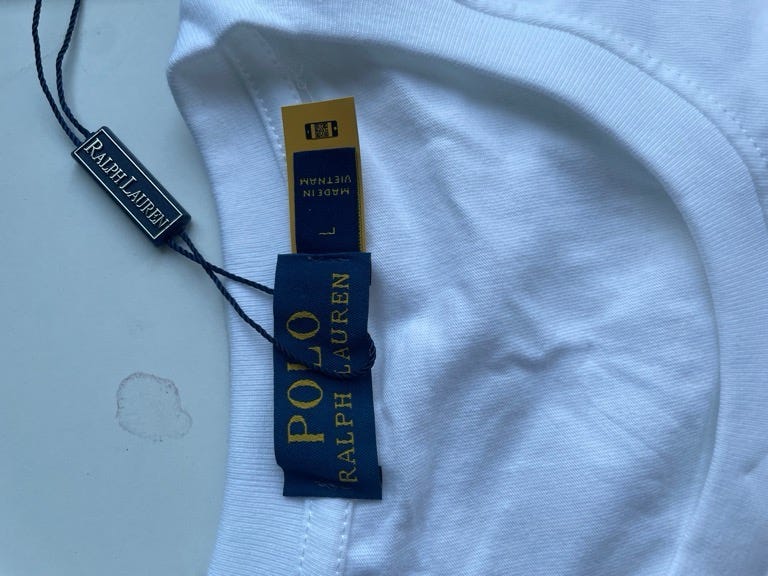 RALPH LAUREN
MADE IN
VIETNAM
L
POLO
RALPH LAUREN